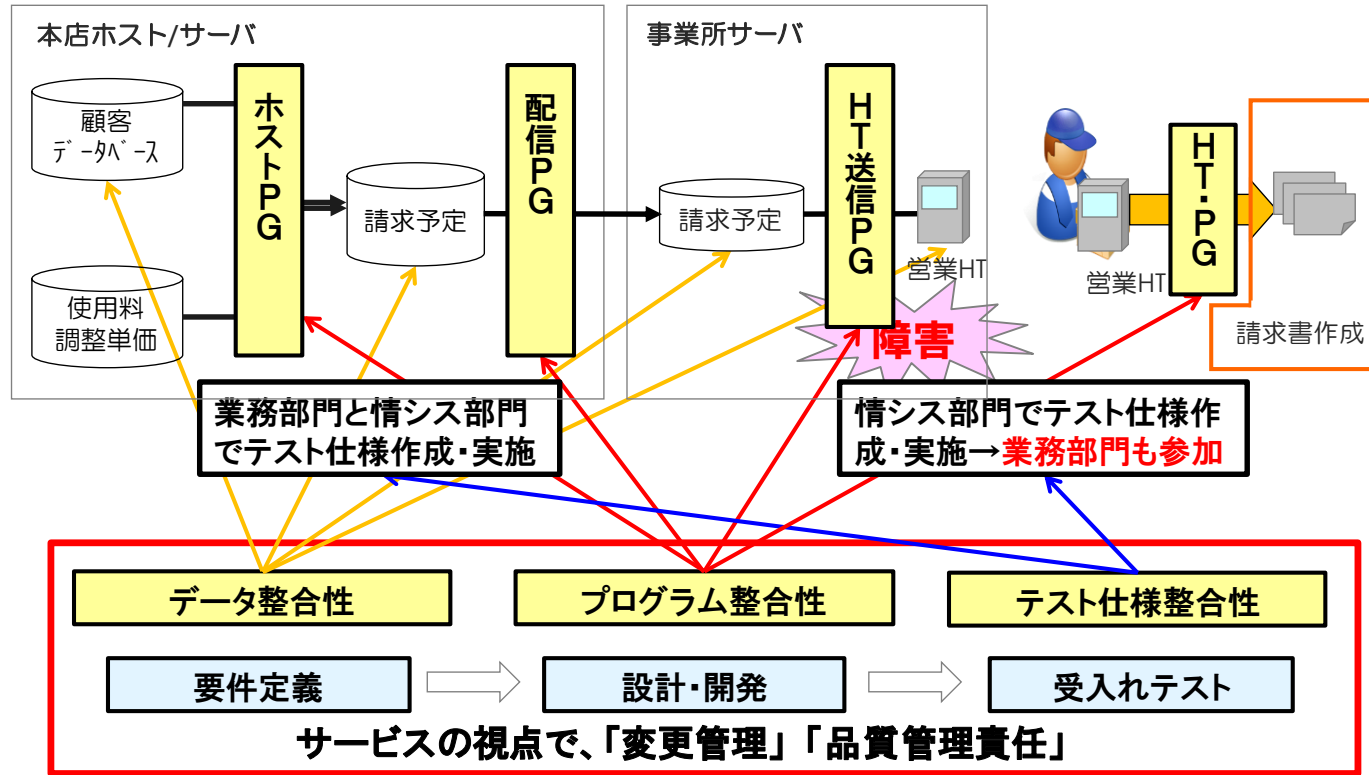 本店ホスト/サーバ
事業所サーバ
顧客
ﾃﾞｰﾀﾍﾞｰｽ
使用料
調整単価
ホストPG
請求予定
配信PG
請求予定
HT送信PG
営業HT
障害
営業HT
HT・PG
請求書作成
業務部門と情シス部門
でテスト仕様作成・実施
情シス部門でテスト仕様作
成・実施→業務部門も参加
データ整合性
プログラム整合性
テスト仕様整合性
要件定義
設計・開発
受入れテスト
サービスの視点で、「変更管理」「品質管理責任」